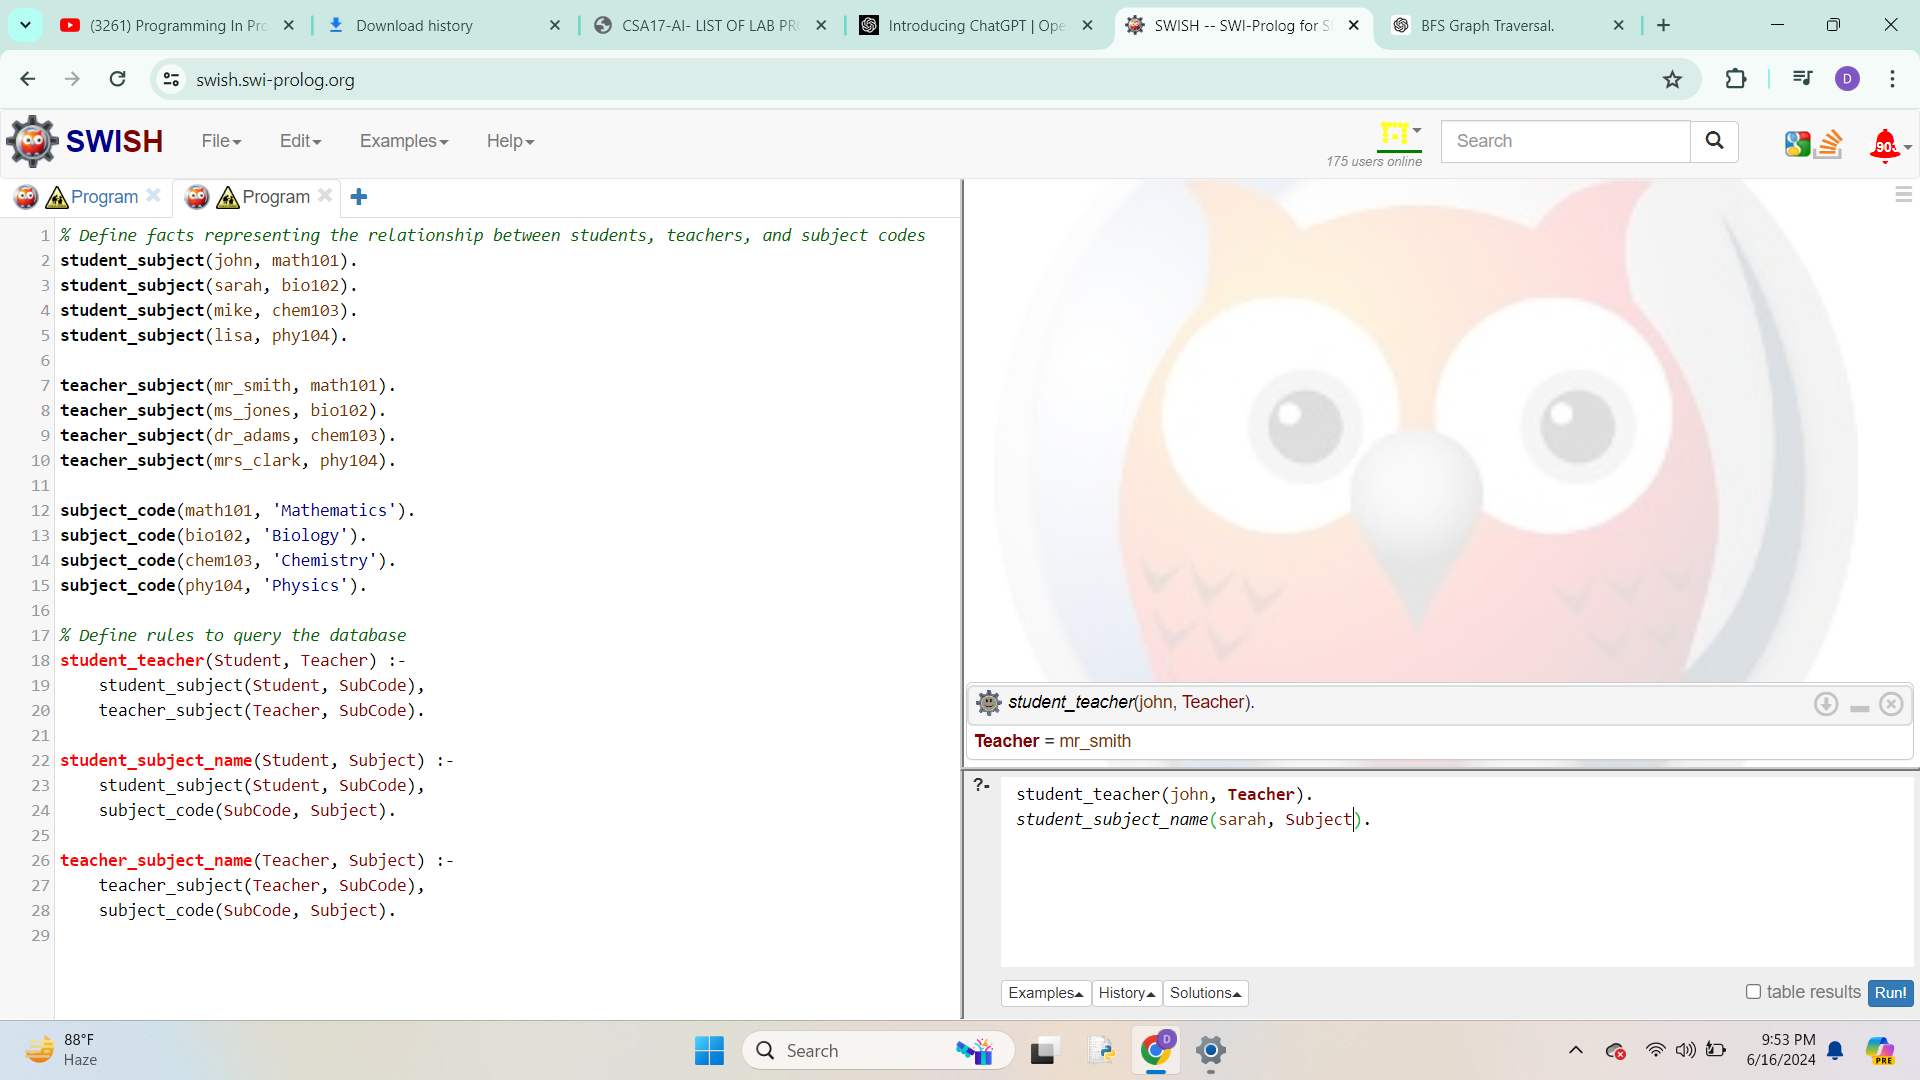 (3261) Programming In Pro
Download history
CSA17-AI- LIST OF LAB PRO
Introducing ChatGPT | Ope
SWISH -- SWI-Prolog for S
BFS Graph Traversal.
swish.swi-prolog.org
D
SWISH
File
Edit
Examples
Help
175 users online
Search
903
Program
Program
1 % Define facts representing the relationship between students, teachers, and subject codes
2 student_subject(john, math101).
3 student_subject(sarah, bio102).
4 student_subject(mike, chem103).
5 student_subject(lisa, phy104).
6
7 teacher_subject(mr_smith, math101).
8 teacher_subject(ms_jones, bio102).
9 teacher_subject(dr_adams, chem103).
10 teacher_subject(mrs_clark, phy104).
11
12 subject_code(math101, 'Mathematics').
13 subject_code(bio102, 'Biology').
14 subject_code(chem103, 'Chemistry').
15 subject_code(phy104, 'Physics').
16
17 % Define rules to query the database
18 student_teacher(Student, Teacher) :-
19 student_subject(Student, SubCode),
20 teacher_subject(Teacher, SubCode).
21
22 student_subject_name(Student, Subject) :-
23 student_subject(Student, SubCode),
24 subject_code(SubCode, Subject).
25
26 teacher_subject_name(Teacher, Subject) :-
27 teacher_subject(Teacher, SubCode),
28 subject_code(SubCode, Subject).
29
student_teacher(john, Teacher).
Teacher = mr_smith
?- student_teacher(john, Teacher).
student_subject_name(sarah, Subject).
Examples
History
Solutions
table results
Run!
88°F
Haze
Search
D
9:53 PM
6/16/2024
PRE